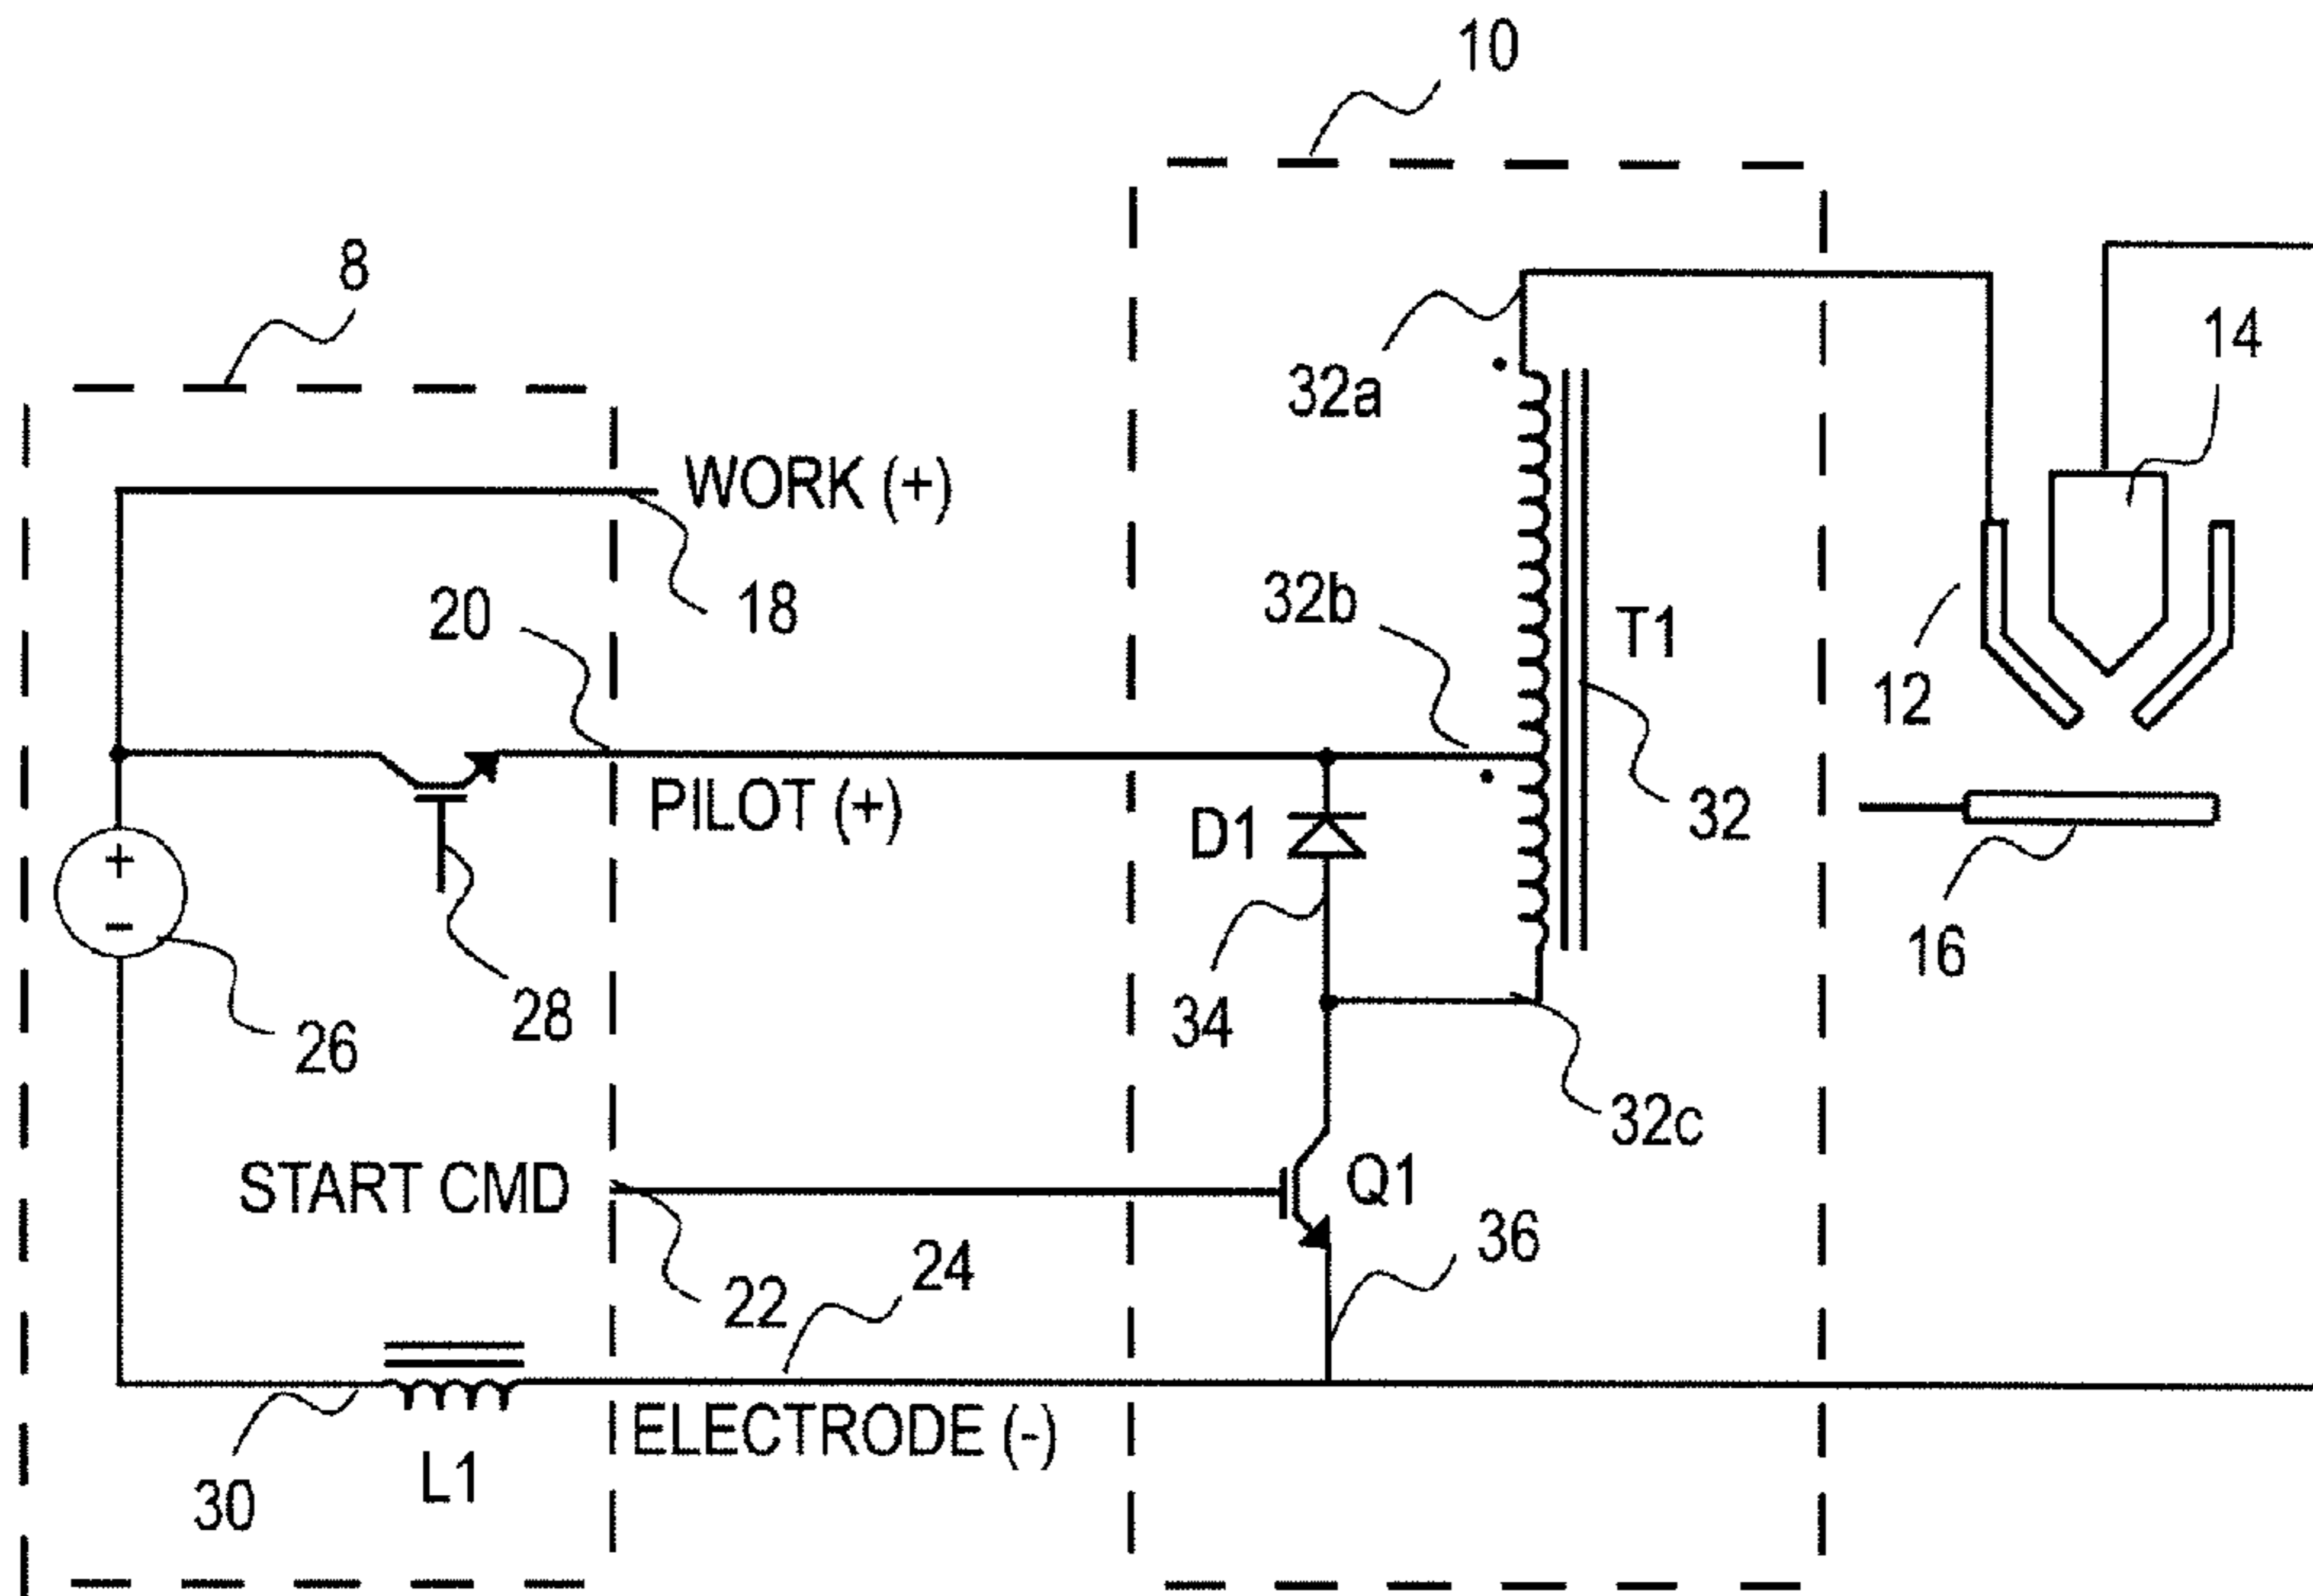 10
8
14
32a
WORK (+)
18
20
32b
T1
12
PILOT (+)
D1
32
+
-
16
28
34
26
32c
START CMD
Q1
36
24
22
ELECTRODE (-)
L1
30